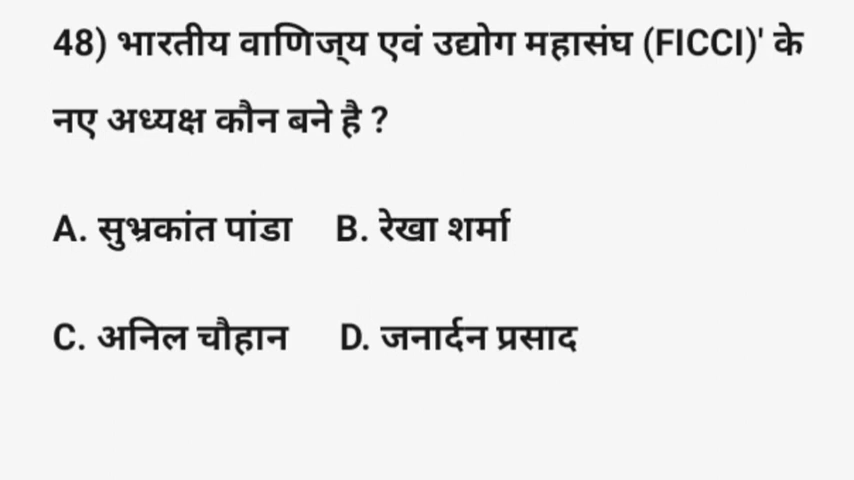 48) भारतीय वाणिज्य एवं उद्योग महासंघ (FICCI)' के
नए अध्यक्ष कौन बने है ?
A. सुभ्रकांत पांडा B. रेखा शर्मा
C. अनिल चौहान D. जनार्दन प्रसाद